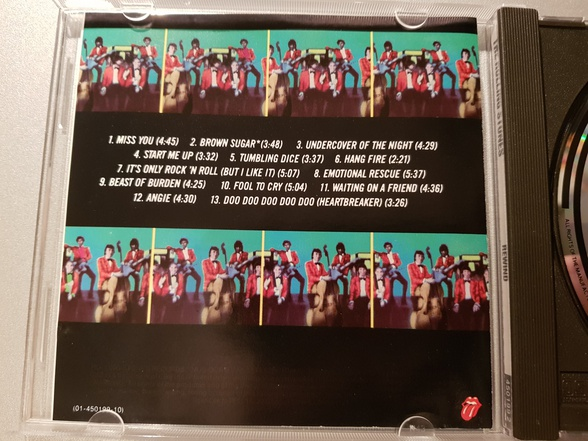 1. MISS YOU (4:45) 2. BROWN SUGAR* (3:48) 3. UNDERCOVER OF THE NIGHT (4:29)
4. START ME UP (3:32) 5. TUMBLING DICE (3:37) 6. HANG FIRE (2:21)
7. IT'S ONLY ROCK 'N ROLL (BUT I LIKE IT) (5:07) 8. EMOTIONAL RESCUE (5:37)
9. BEAST OF BURDEN (4:25) 10. FOOL TO CRY (5:04) 11. WAITING ON A FRIEND (4:36)
12. ANGIE (4:30) 13. DOO DOO DOO DOO DOO (HEARTBREAKER) (3:26)
(01-450199-10)
REWIND